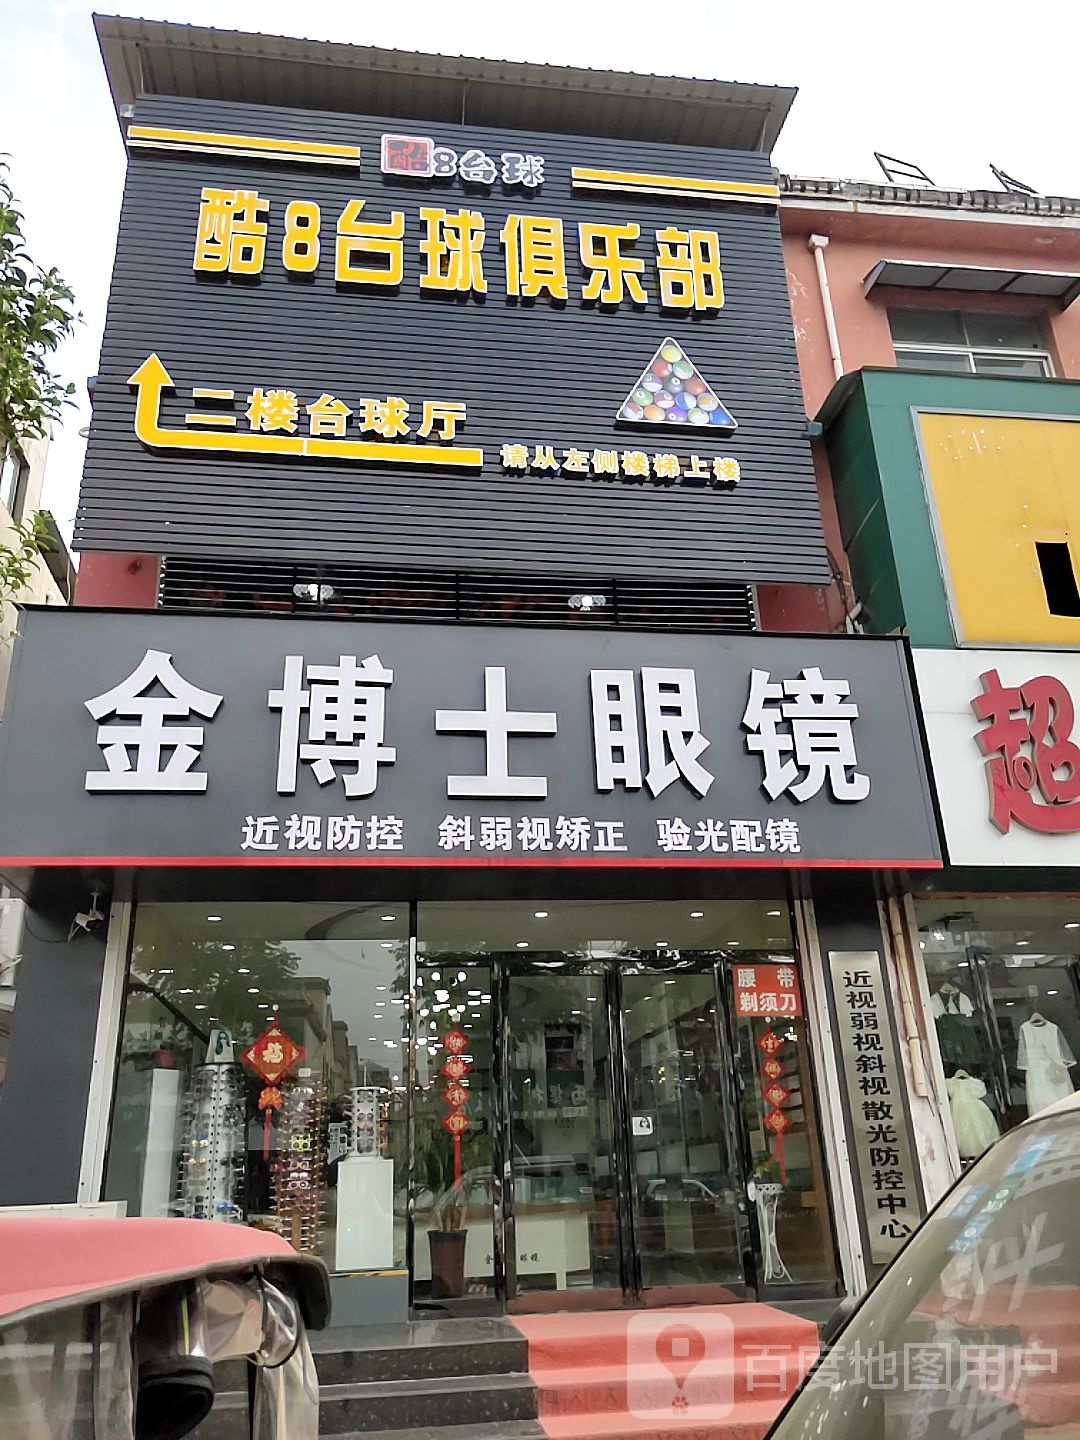 酷8台球
酷8台球俱乐部
二楼台球厅
请从左侧楼梯上楼
金博士眼镜
近视防控 斜弱视矫正 验光配镜
超
腰带
剃须刀
近视弱视斜视散光防控中心
百度地图用户